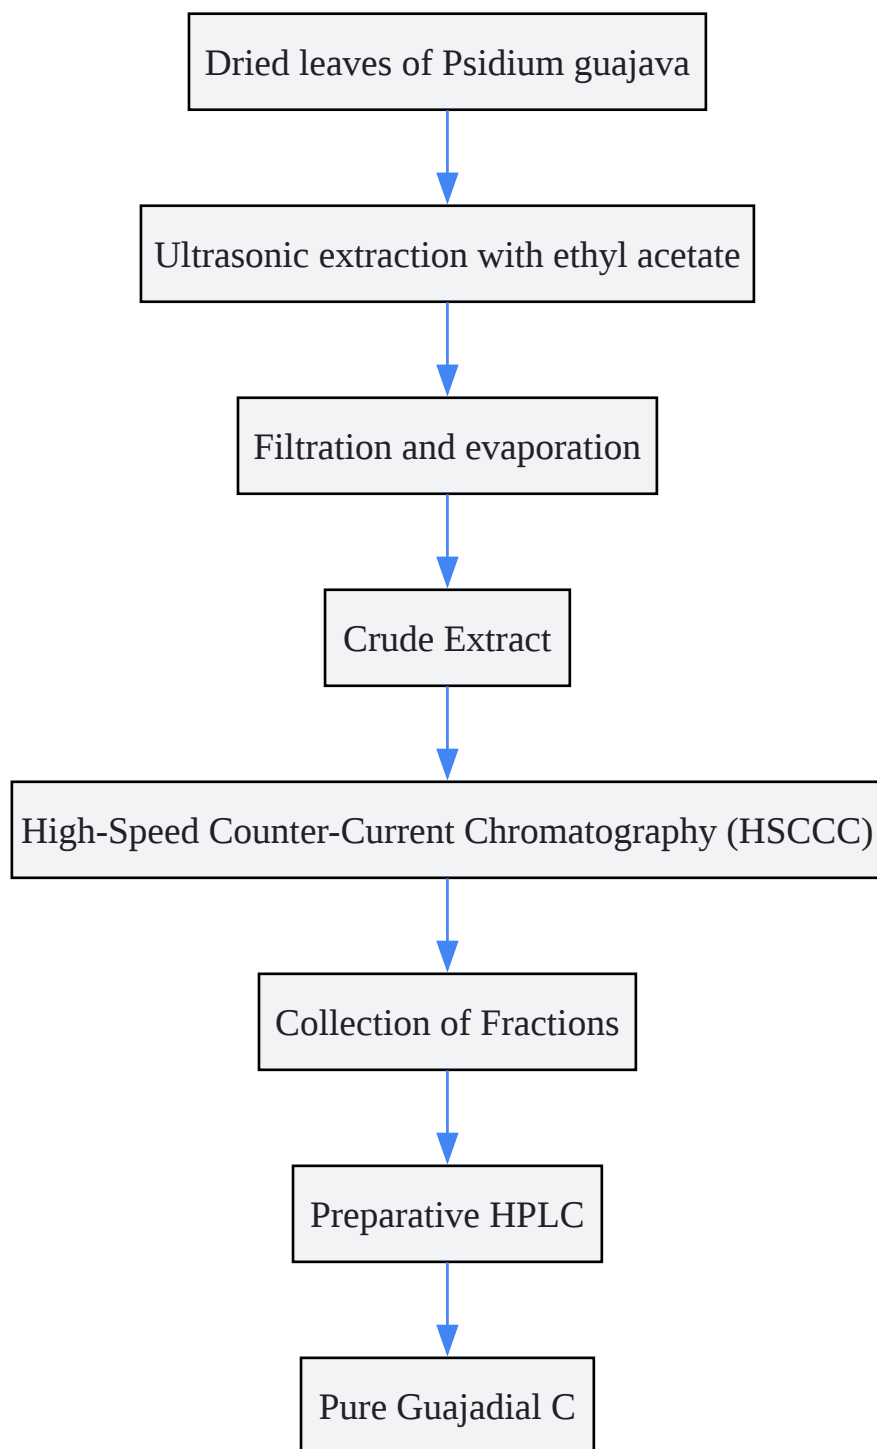 Dried leaves of Psidium guajava
Ultrasonic extraction with ethyl acetate
Filtration and evaporation
Crude Extract
High-Speed Counter-Current Chromatography (HSCCC)
Collection of Fractions
Preparative HPLC
Pure Guajadial C